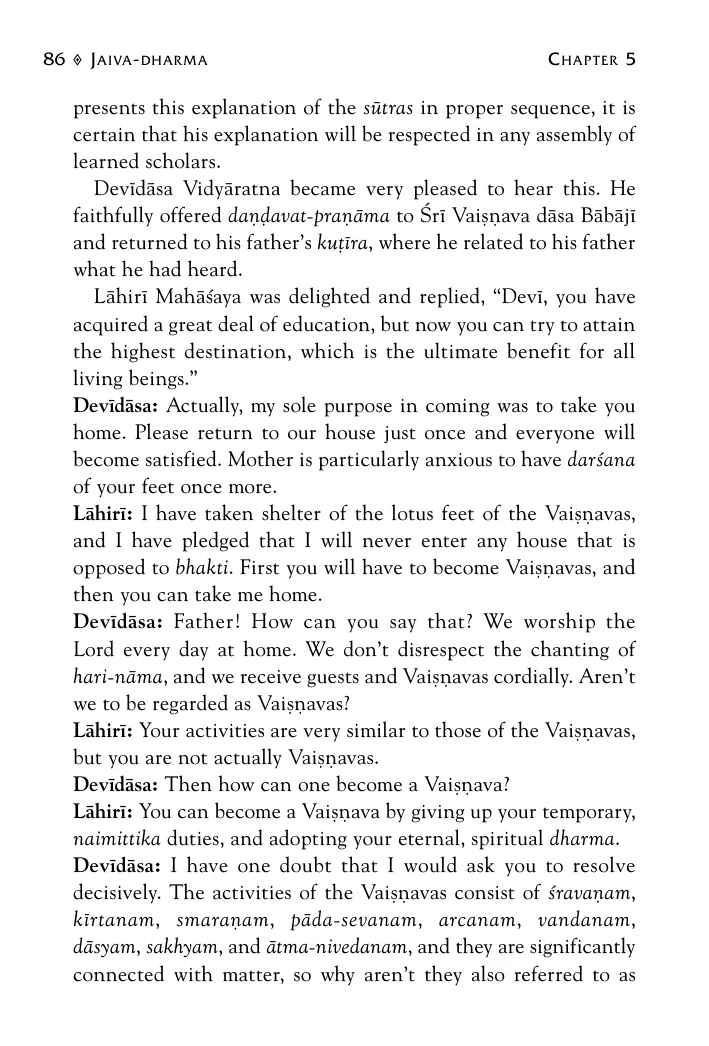 86 ⟡ Jaiva-dharma Chapter 5
presents this explanation of the sūtras in proper sequence, it is
certain that his explanation will be respected in any assembly of
learned scholars.
Devīdāsa Vidyāratna became very pleased to hear this. He
faithfully offered daṇḍavat-praṇāma to Śrī Vaiṣṇava dāsa Bābājī
and returned to his father’s kuṭīra, where he related to his father
what he had heard.
Lāhirī Mahāśaya was delighted and replied, “Devī, you have
acquired a great deal of education, but now you can try to attain
the highest destination, which is the ultimate benefit for all
living beings.”
Devīdāsa: Actually, my sole purpose in coming was to take you
home. Please return to our house just once and everyone will
become satisfied. Mother is particularly anxious to have darśana
of your feet once more.
Lāhirī: I have taken shelter of the lotus feet of the Vaiṣṇavas,
and I have pledged that I will never enter any house that is
opposed to bhakti. First you will have to become Vaiṣṇavas, and
then you can take me home.
Devīdāsa: Father! How can you say that? We worship the
Lord every day at home. We don’t disrespect the chanting of
hari-nāma, and we receive guests and Vaiṣṇavas cordially. Aren’t
we to be regarded as Vaiṣṇavas?
Lāhirī: Your activities are very similar to those of the Vaiṣṇavas,
but you are not actually Vaiṣṇavas.
Devīdāsa: Then how can one become a Vaiṣṇava?
Lāhirī: You can become a Vaiṣṇava by giving up your temporary,
naimittika duties, and adopting your eternal, spiritual dharma.
Devīdāsa: I have one doubt that I would ask you to resolve
decisively. The activities of the Vaiṣṇavas consist of śravaṇam,
kīrtanam, smaraṇam, pāda-sevanam, arcanam, vandanam,
dāsyam, sakhyam, and ātma-nivedanam, and they are significantly
connected with matter, so why aren’t they also referred to as